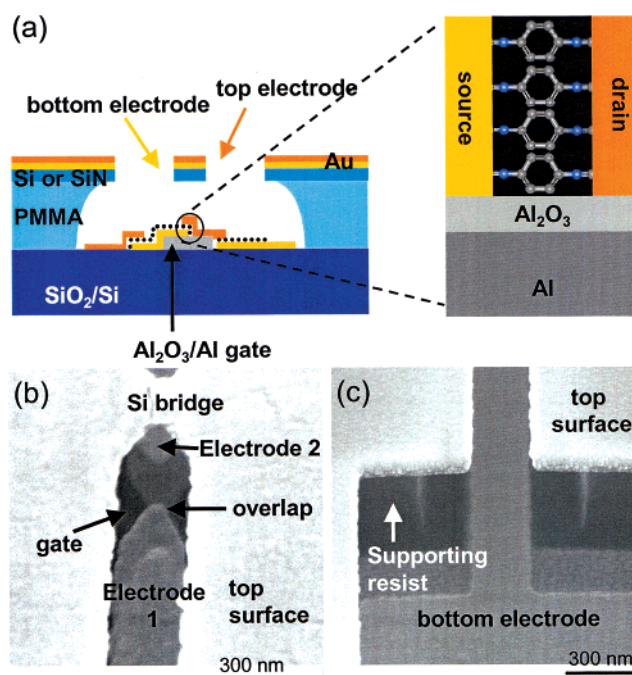 (a)
bottom electrode
top electrode
Au
Si or SiN
PMMA
SiO₂/Si
Al₂O₃/Al gate
source
drain
Al₂O₃
Al
(b)
Si bridge
Electrode 2
overlap
gate
Electrode
1
top
surface
300 nm
(c)
top
surface
Supporting
resist
bottom electrode
300 nm